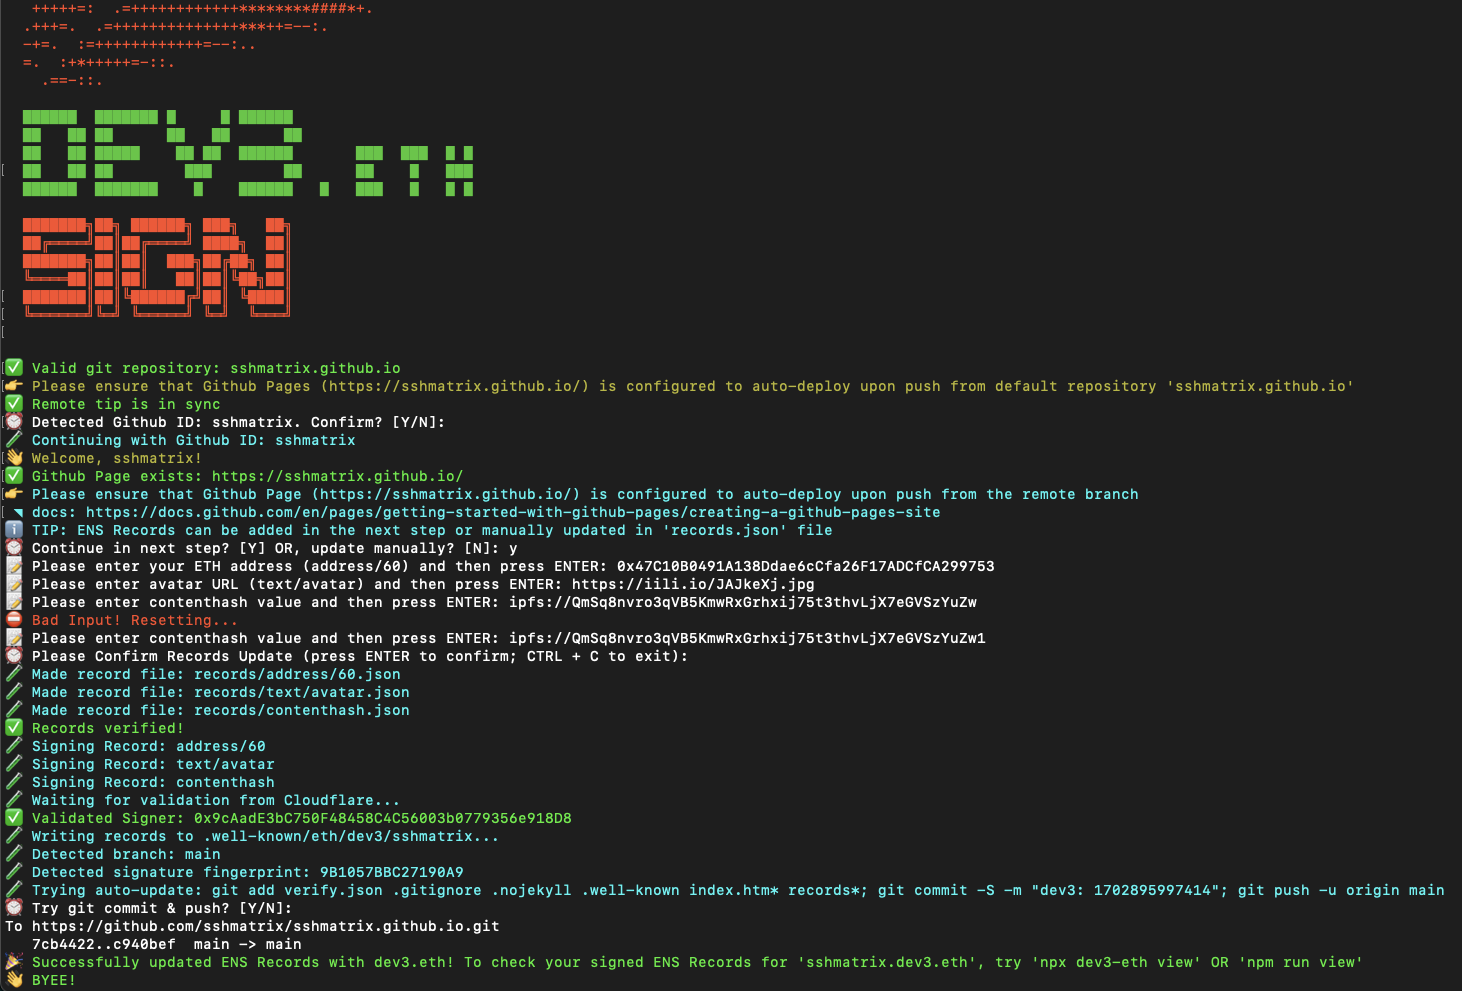 DEV3.ETH
SIGN
✅ Valid git repository: sshmatrix.github.io
👉 Please ensure that Github Pages (https://sshmatrix.github.io/) is configured to auto-deploy upon push from default repository 'sshmatrix.github.io'
✅ Remote tip is in sync
⏰ Detected Github ID: sshmatrix. Confirm? [Y/N]:
🧪 Continuing with Github ID: sshmatrix
👋 Welcome, sshmatrix!
✅ Github Page exists: https://sshmatrix.github.io/
👉 Please ensure that Github Page (https://sshmatrix.github.io/) is configured to auto-deploy upon push from the remote branch
◥ docs: https://docs.github.com/en/pages/getting-started-with-github-pages/creating-a-github-pages-site
ℹ️ TIP: ENS Records can be added in the next step or manually updated in 'records.json' file
⏰ Continue in next step? [Y] OR, update manually? [N]: y
📝 Please enter your ETH address (address/60) and then press ENTER: 0x47C10B0491A138Ddae6cCfa26F17ADCfCA299753
📝 Please enter avatar URL (text/avatar) and then press ENTER: https://iili.io/JAJkeXj.jpg
📝 Please enter contenthash value and then press ENTER: ipfs://QmSq8nvro3qVB5KmwRxGrhxij75t3thvLjX7eGVSzYuZw
⛔ Bad Input! Resetting...
📝 Please enter contenthash value and then press ENTER: ipfs://QmSq8nvro3qVB5KmwRxGrhxij75t3thvLjX7eGVSzYuZw1
⏰ Please Confirm Records Update (press ENTER to confirm; CTRL + C to exit):
🧪 Made record file: records/address/60.json
🧪 Made record file: records/text/avatar.json
🧪 Made record file: records/contenthash.json
✅ Records verified!
🧪 Signing Record: address/60
🧪 Signing Record: text/avatar
🧪 Signing Record: contenthash
🧪 Waiting for validation from Cloudflare...
✅ Validated Signer: 0x9cAadE3bC750F48458C4C56003b0779356e918D8
🧪 Writing records to .well-known/eth/dev3/sshmatrix...
🧪 Detected branch: main
🧪 Detected signature fingerprint: 9B1057BBC27190A9
🧪 Trying auto-update: git add verify.json .gitignore .nojekyll .well-known index.htm* records*; git commit -S -m "dev3: 1702895997414"; git push -u origin main
⏰ Try git commit & push? [Y/N]:
To https://github.com/sshmatrix/sshmatrix.github.io.git
7cb4422..c940bef  main -> main
🎉 Successfully updated ENS Records with dev3.eth! To check your signed ENS Records for 'sshmatrix.dev3.eth', try 'npx dev3-eth view' OR 'npm run view'
👋 BYEE!